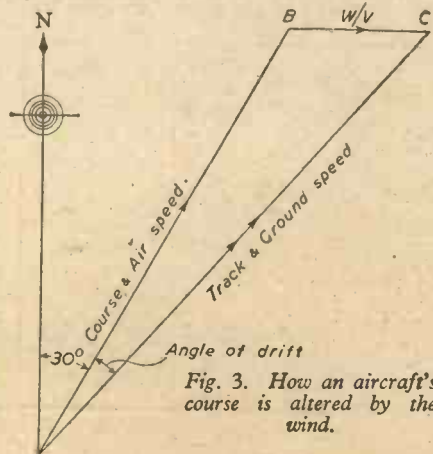 N
B
W/V
C
Course & Air speed.
Track & Ground speed
30°
Angle of drift
Fig. 3. How an aircraft's
course is altered by the
wind.